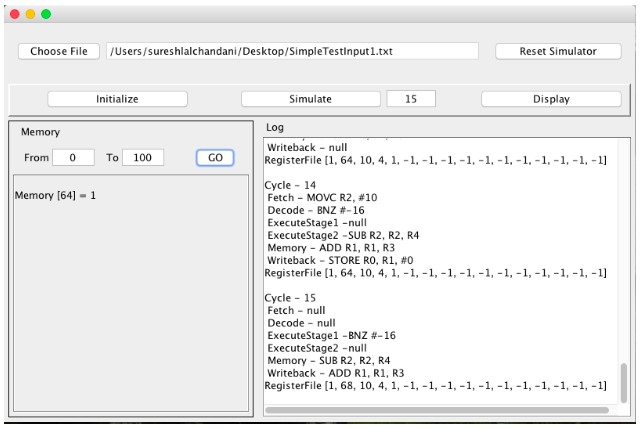 Choose File /Users/sureshlalchandani/Desktop/SimpleTestInput1.txt Reset Simulator
Initialize Simulate 15 Display
Memory
From 0 To 100 GO
Memory [64] = 1
Log
Writeback – null
RegisterFile [1, 64, 10, 4, 1, -1, -1, -1, -1, -1, -1, -1, -1, -1, -1, -1]
Cycle – 14
Fetch – MOVC R2, #10
Decode – BNZ #-16
ExecuteStage1 -null
ExecuteStage2 -SUB R2, R2, R4
Memory – ADD R1, R1, R3
Writeback – STORE R0, R1, #0
RegisterFile [1, 64, 10, 4, 1, -1, -1, -1, -1, -1, -1, -1, -1, -1, -1, -1]
Cycle – 15
Fetch – null
Decode – null
ExecuteStage1 -BNZ #-16
ExecuteStage2 -null
Memory – SUB R2, R2, R4
Writeback – ADD R1, R1, R3
RegisterFile [1, 68, 10, 4, 1, -1, -1, -1, -1, -1, -1, -1, -1, -1, -1, -1]